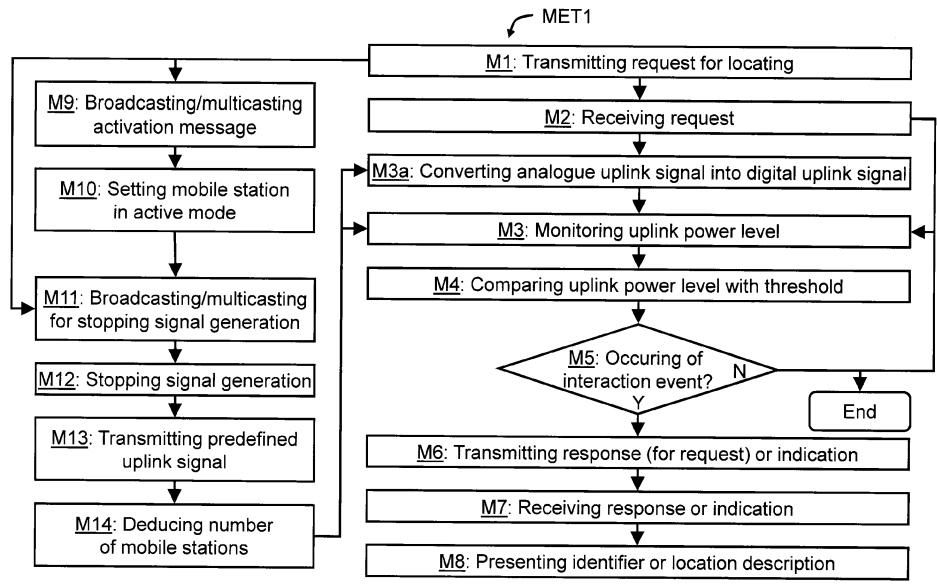 MET1
M1: Transmitting request for locating
M2: Receiving request
M3a: Converting analogue uplink signal into digital uplink signal
M3: Monitoring uplink power level
M4: Comparing uplink power level with threshold
M5: Occuring of
interaction event?
N
Y
End
M6: Transmitting response (for request) or indication
M7: Receiving response or indication
M8: Presenting identifier or location description
M9: Broadcasting/multicasting
activation message
M10: Setting mobile station
in active mode
M11: Broadcasting/multicasting
for stopping signal generation
M12: Stopping signal generation
M13: Transmitting predefined
uplink signal
M14: Deducing number
of mobile stations